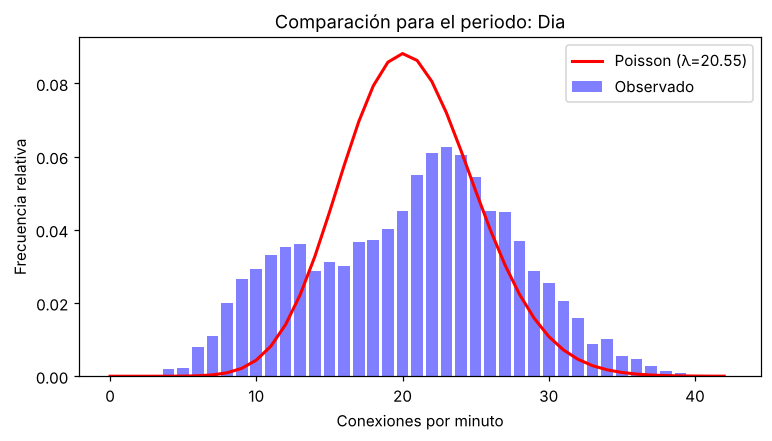 Comparación para el periodo: Dia
Poisson (λ=20.55)
Observado
Frecuencia relativa
0.08
0.06
0.04
0.02
0.00
0
10
20
30
40
Conexiones por minuto